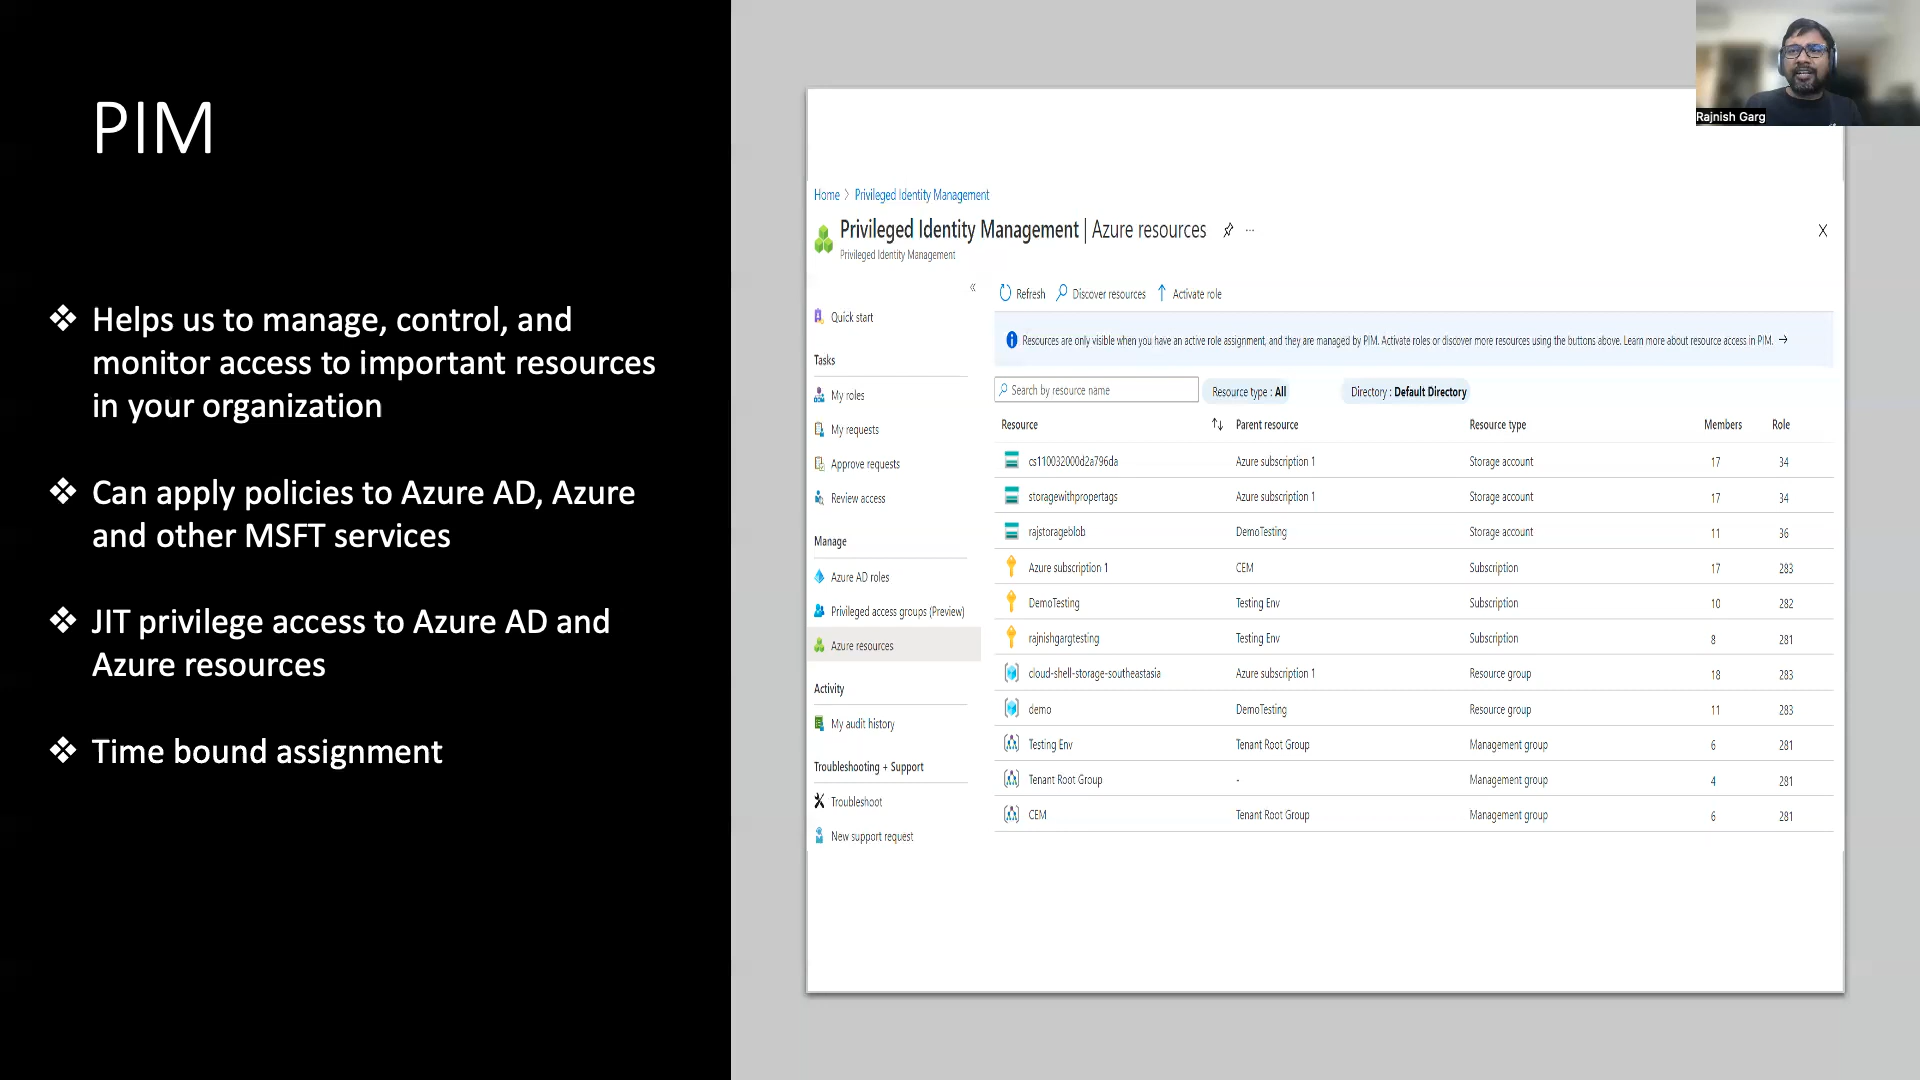 PIM
❖ Helps us to manage, control, and
monitor access to important resources
in your organization
❖ Can apply policies to Azure AD, Azure
and other MSFT services
❖ JIT privilege access to Azure AD and
Azure resources
❖ Time bound assignment
Rajnish Garg
Home > Privileged Identity Management
Privileged Identity Management | Azure resources ...
Privileged Identity Management
X
«
Quick start
Tasks
My roles
My requests
Approve requests
Review access
Manage
Azure AD roles
Privileged access groups (Preview)
Azure resources
Activity
My audit history
Troubleshooting + Support
Troubleshoot
New support request
Refresh Discover resources Activate role
Resources are only visible when you have an active role assignment, and they are managed by PIM. Activate roles or discover more resources using the buttons above. Learn more about resource access in PIM. →
Search by resource name Resource type : All Directory : Default Directory
Resource ↑↓ Parent resource Resource type Members Role
cs110032000d2a796da Azure subscription 1 Storage account 17 34
storagewithpropertags Azure subscription 1 Storage account 17 34
rajstorageblob DemoTesting Storage account 11 36
Azure subscription 1 CEM Subscription 17 283
DemoTesting Testing Env Subscription 10 282
rajnishgargtesting Testing Env Subscription 8 281
cloud-shell-storage-southeastasia Azure subscription 1 Resource group 18 283
demo DemoTesting Resource group 11 283
Testing Env Tenant Root Group Management group 6 281
Tenant Root Group - Management group 4 281
CEM Tenant Root Group Management group 6 281